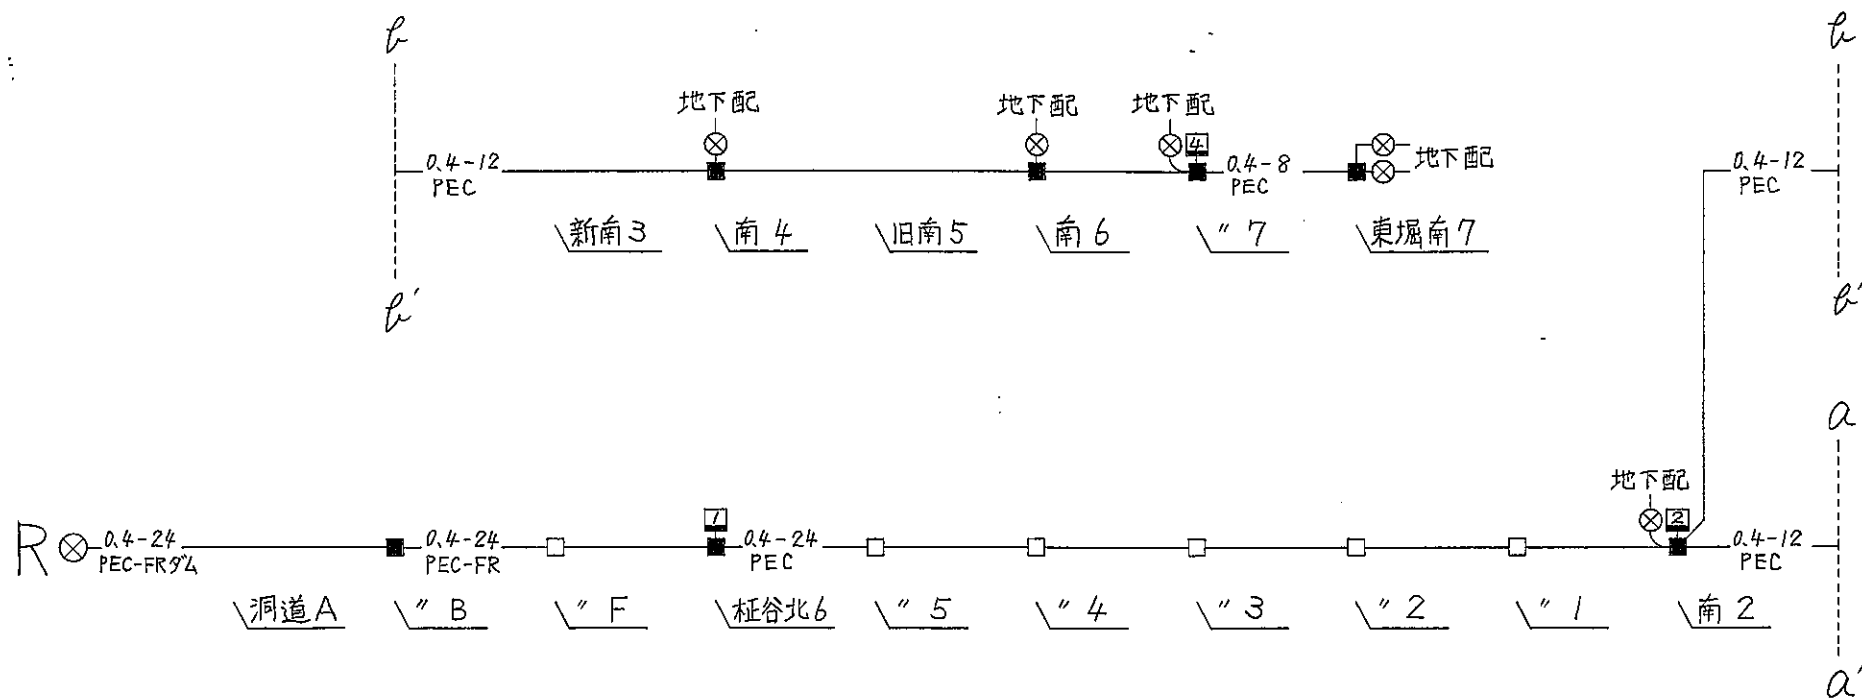 b
b
地下配
地下配
地下配
4
0.4-12
PEC
0.4-8
PEC
地下配
0.4-12
PEC
新南3
南4
旧南5
南6
〃7
東堀南7
b'
b'
a
地下配
R
0.4-24
PEC-FRダム
0.4-24
PEC-FR
1
0.4-24
PEC
2
0.4-12
PEC
洞道A
〃B
〃F
柾谷北6
〃5
〃4
〃3
〃2
〃1
南2
a'